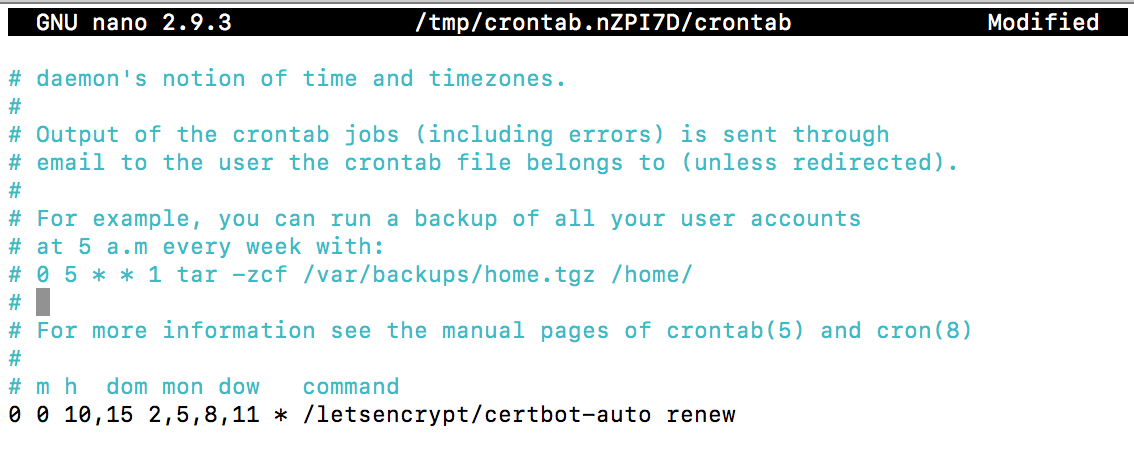 GNU nano 2.9.3 /tmp/crontab.nZPI7D/crontab Modified
# daemon's notion of time and timezones.
#
# Output of the crontab jobs (including errors) is sent through
# email to the user the crontab file belongs to (unless redirected).
#
# For example, you can run a backup of all your user accounts
# at 5 a.m every week with:
# 0 5 * * 1 tar -zcf /var/backups/home.tgz /home/
#
# For more information see the manual pages of crontab(5) and cron(8)
#
# m h  dom mon dow   command
0 0 10,15 2,5,8,11 * /letsencrypt/certbot-auto renew